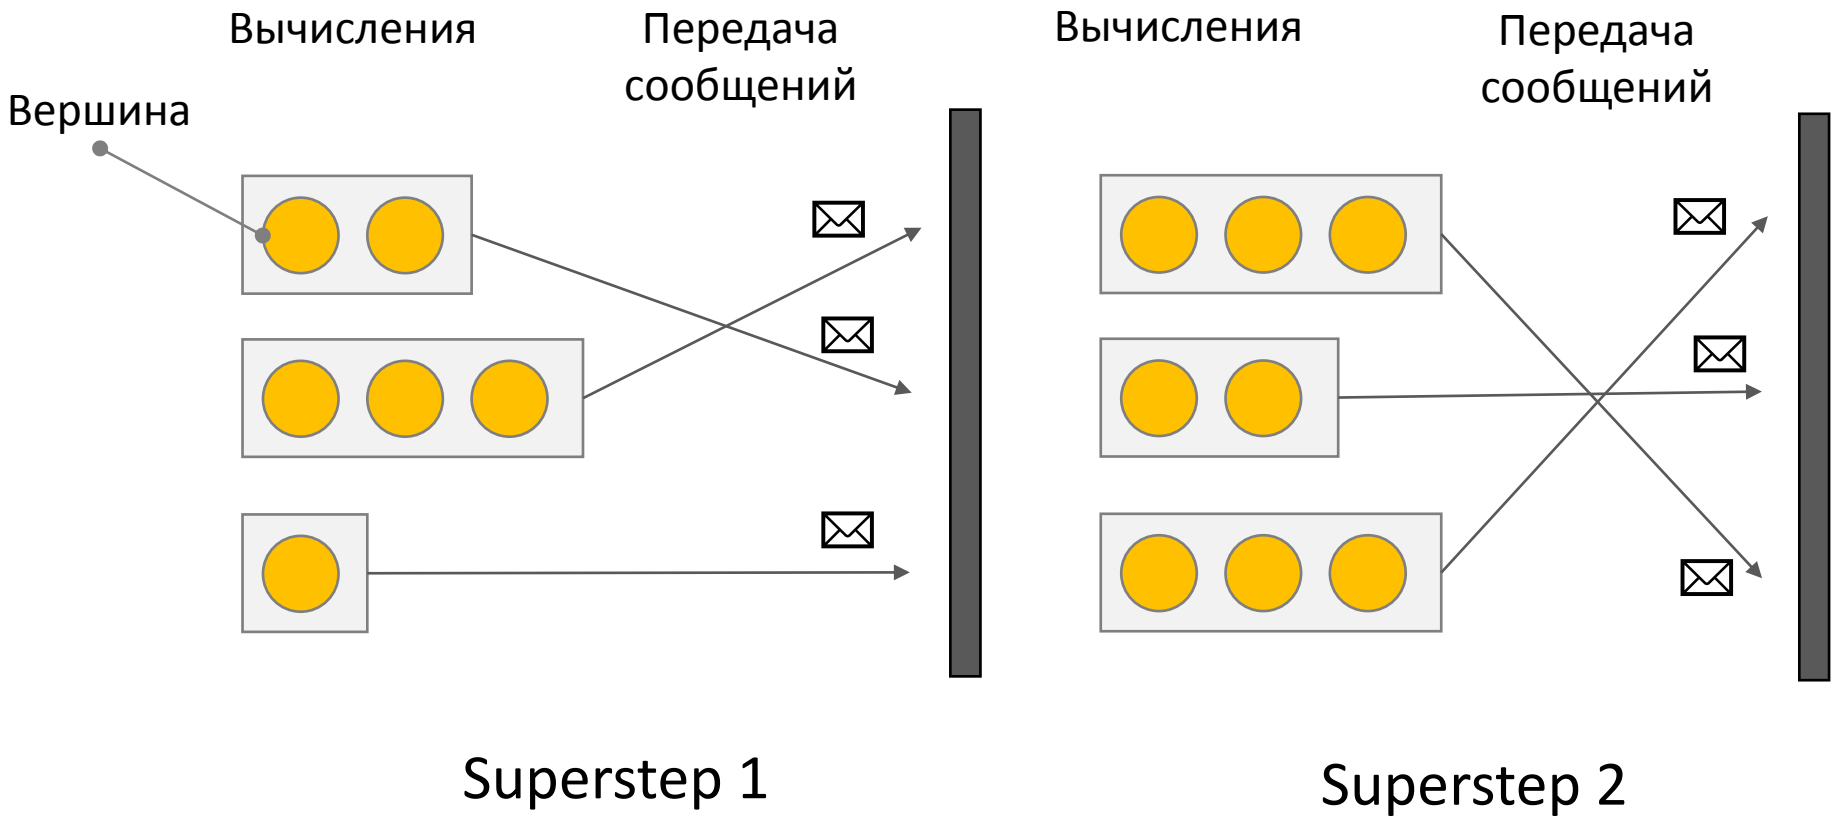 Вычисления
Передача
сообщений
Вершина
Superstep 1
Вычисления
Передача
сообщений
Superstep 2